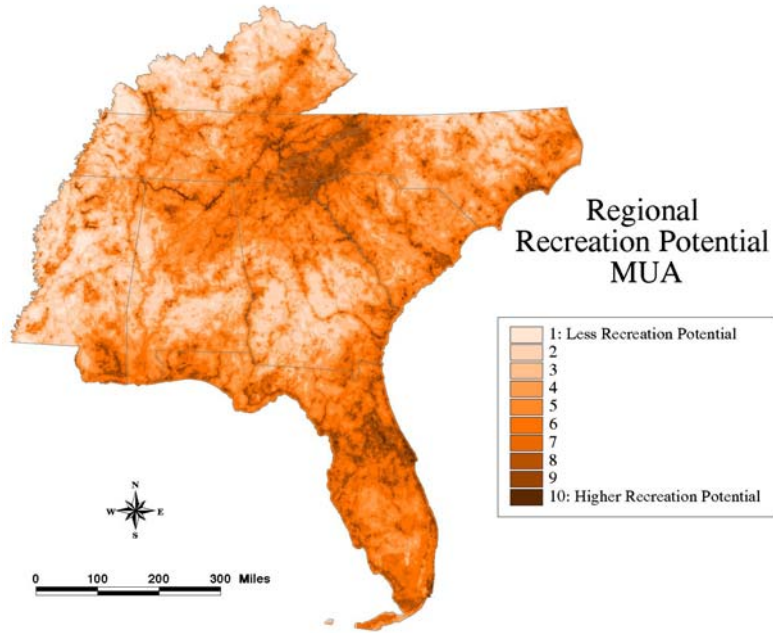 Regional
Recreation Potential
MUA
1: Less Recreation Potential
2
3
4
5
6
7
8
9
10: Higher Recreation Potential
N
W E
S
0 100 200 300 Miles